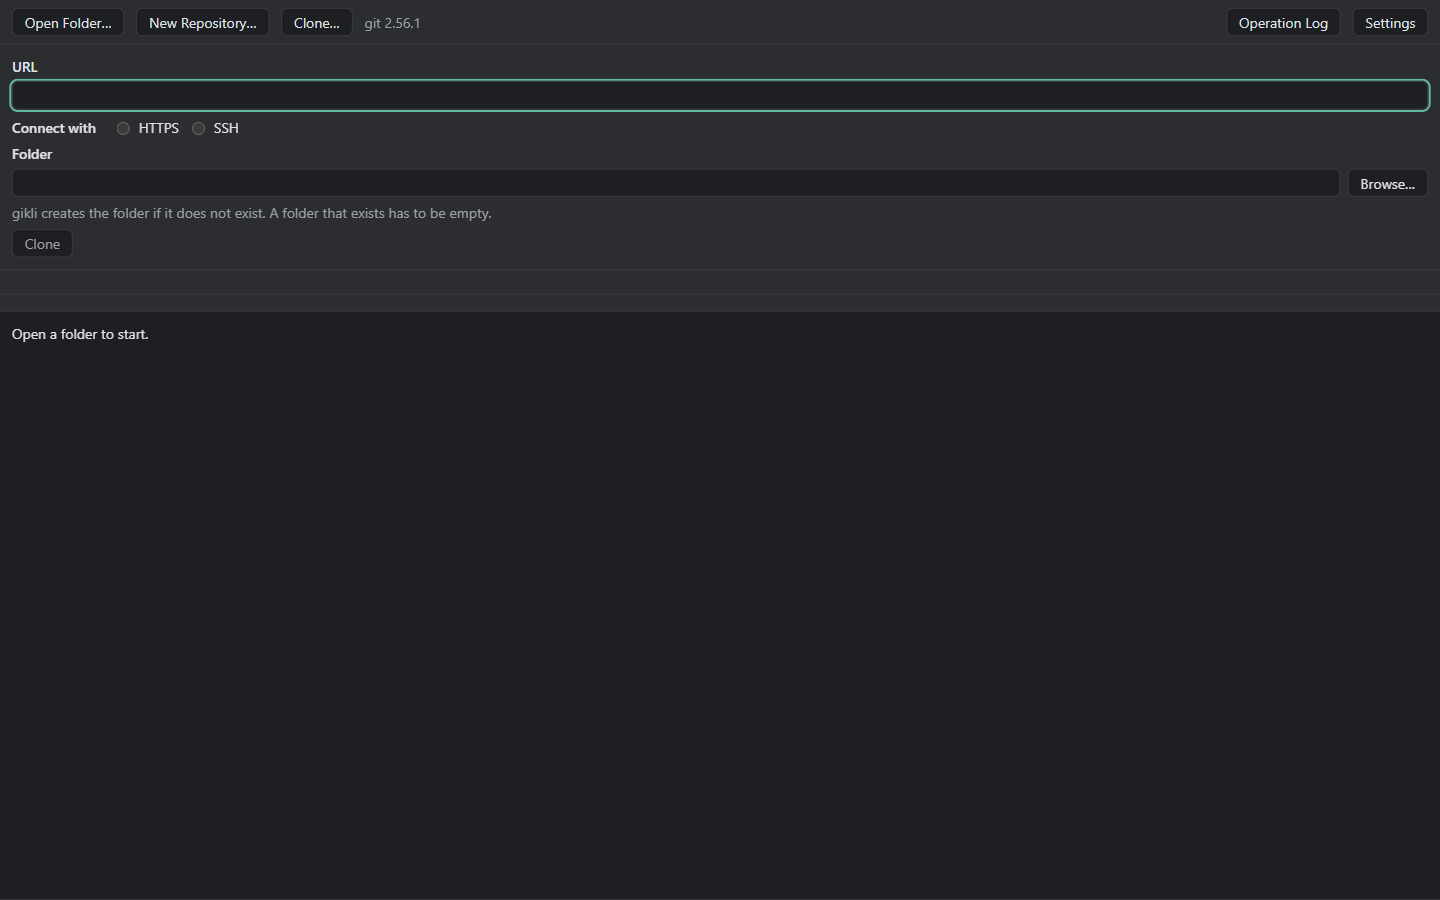 Open Folder... New Repository... Clone... git 2.56.1 Operation Log Settings
URL
Connect with HTTPS SSH
Folder
Browse...
gikli creates the folder if it does not exist. A folder that exists has to be empty.
Clone
Open a folder to start.